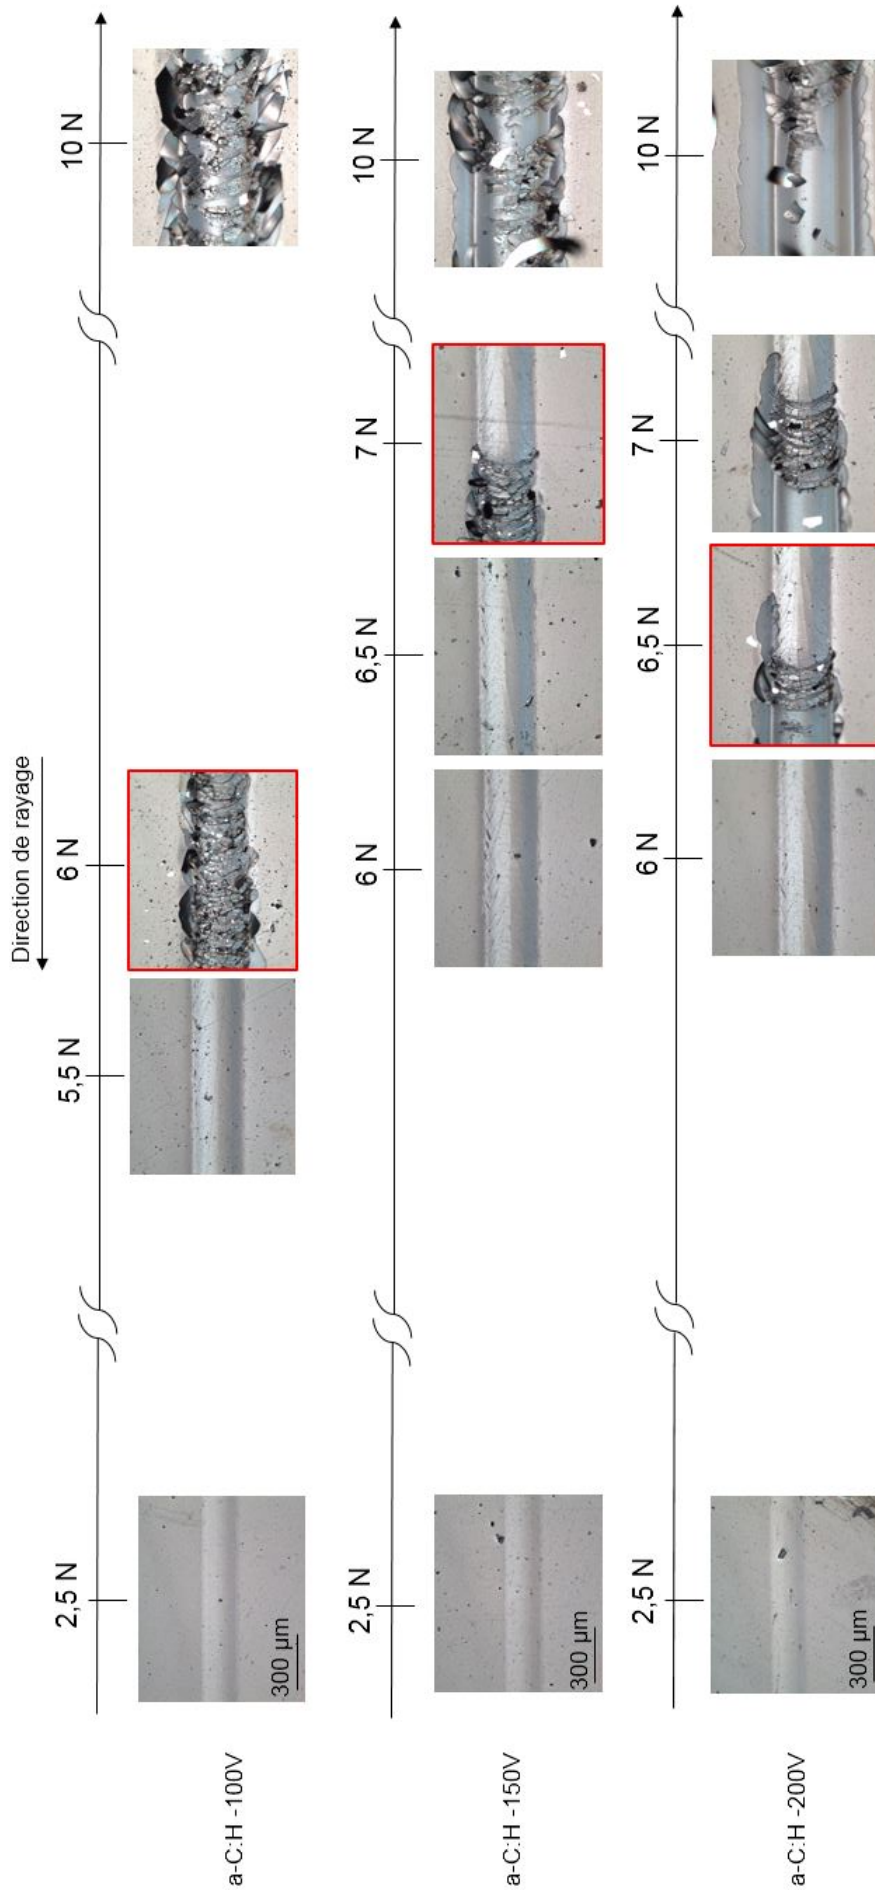 Direction de rayage
a-C:H -100V
2,5 N
5,5 N
6 N
10 N
300 µm
a-C:H -150V
2,5 N
6 N
6,5 N
7 N
10 N
300 µm
a-C:H -200V
2,5 N
6 N
6,5 N
7 N
10 N
300 µm